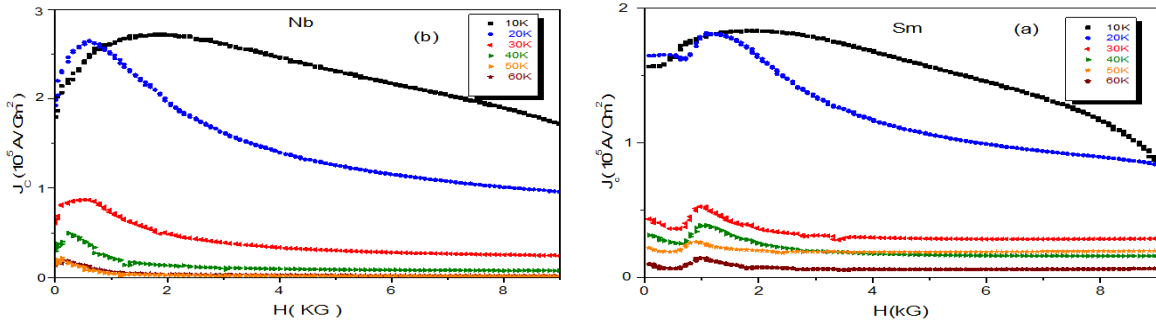 Nb
(b)
10K
20K
30K
40K
50K
60K
3
2
1
0
J_C (10^5 A/Cm^2)
0 2 4 6 8
H( KG)
Sm
(a)
10K
20K
30K
40K
50K
60K
2
1
0
J_C (10^5 A/Cm^2)
0 2 4 6 8
H(kG)